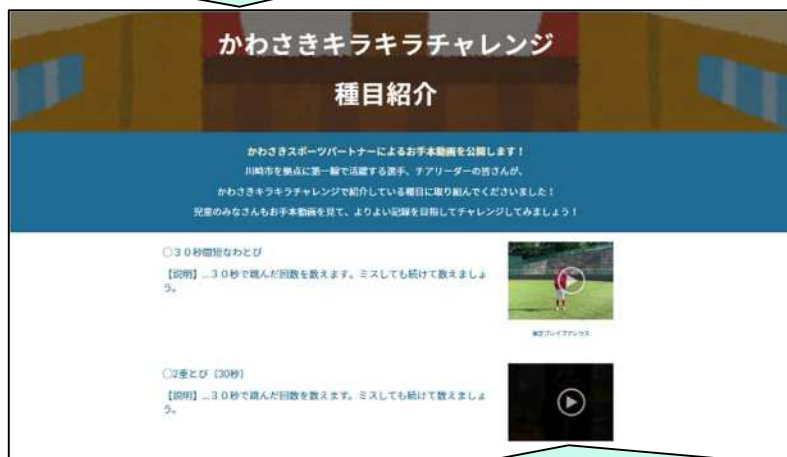 かわさきキラキラチャレンジ
種目紹介
かわさきスポーツパートナーによるお手本動画を公開します！
川崎市を拠点に第一線で活躍する選手、チアリーダーの皆さんが、
かわさきキラキラチャレンジで紹介している種目に取り組んでくださいました！
児童のみなさんもお手本動画を見て、よりよい記録を目指してチャレンジしてみましょう！
○３０秒間短なわとび
【説明】…３０秒で跳んだ回数を数えます。ミスしても続けて数えましょ
う。
東芝ブレイブアレウス
○2重とび（30秒）
【説明】…３０秒で跳んだ回数を数えます。ミスしても続けて数えましょ
う。